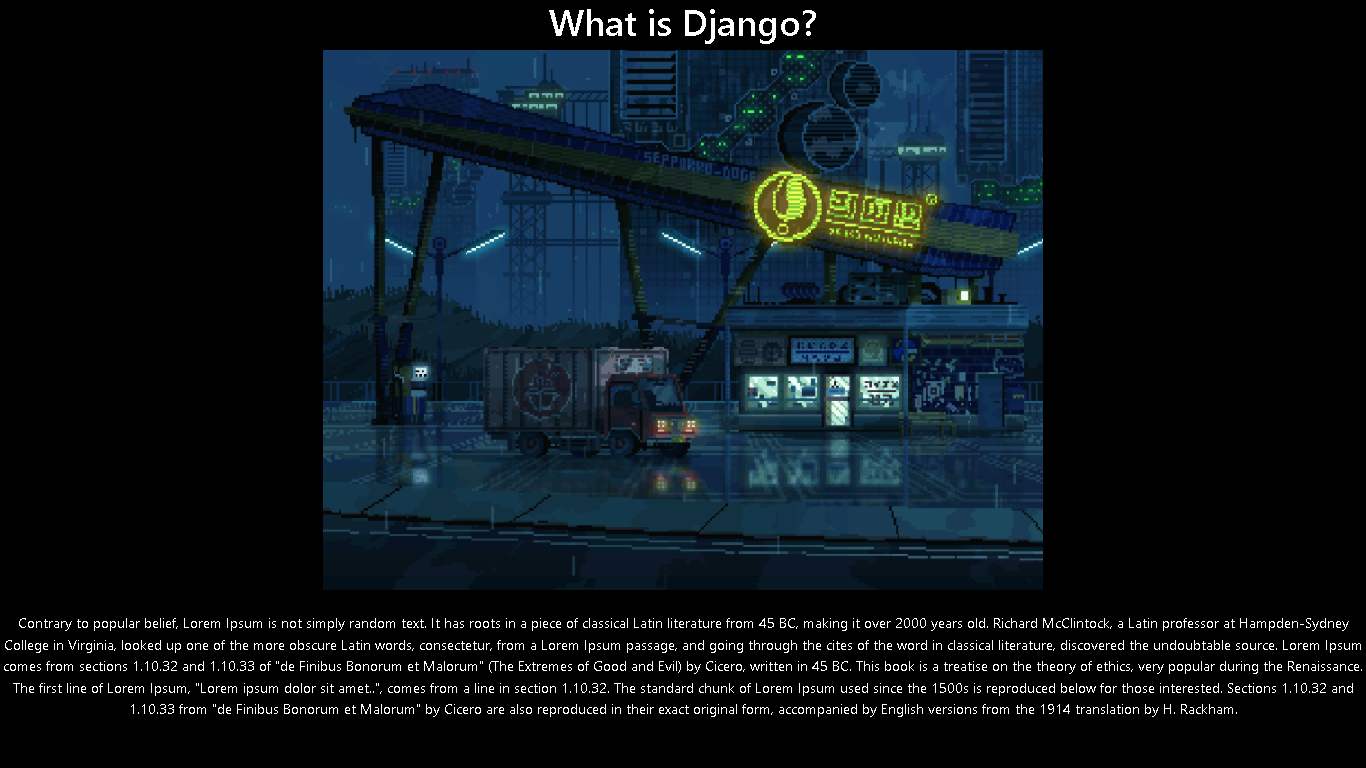 What is Django?
Contrary to popular belief, Lorem Ipsum is not simply random text. It has roots in a piece of classical Latin literature from 45 BC, making it over 2000 years old. Richard McClintock, a Latin professor at Hampden-Sydney
College in Virginia, looked up one of the more obscure Latin words, consectetur, from a Lorem Ipsum passage, and going through the cites of the word in classical literature, discovered the undoubtable source. Lorem Ipsum
comes from sections 1.10.32 and 1.10.33 of "de Finibus Bonorum et Malorum" (The Extremes of Good and Evil) by Cicero, written in 45 BC. This book is a treatise on the theory of ethics, very popular during the Renaissance.
The first line of Lorem Ipsum, "Lorem ipsum dolor sit amet..", comes from a line in section 1.10.32. The standard chunk of Lorem Ipsum used since the 1500s is reproduced below for those interested. Sections 1.10.32 and
1.10.33 from "de Finibus Bonorum et Malorum" by Cicero are also reproduced in their exact original form, accompanied by English versions from the 1914 translation by H. Rackham.